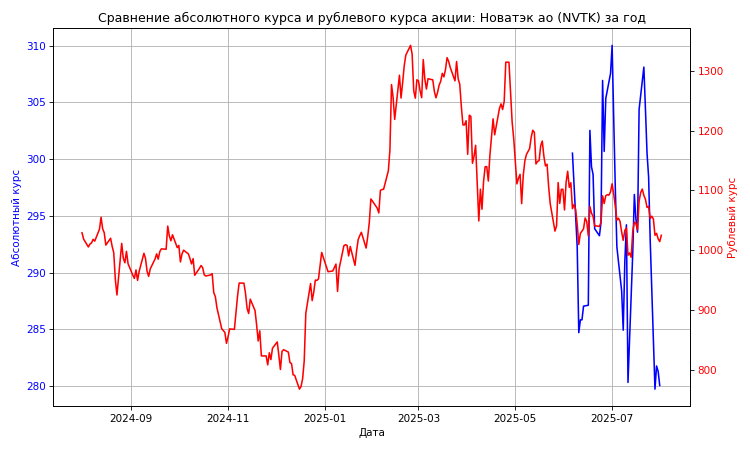 Сравнение абсолютного курса и рублевого курса акции: Новатэк ао (NVTK) за год
310
305
300
295
290
285
280
Абсолютный курс
1300
1200
1100
1000
900
800
Рублевый курс
2024-09 2024-11 2025-01 2025-03 2025-05 2025-07
Дата